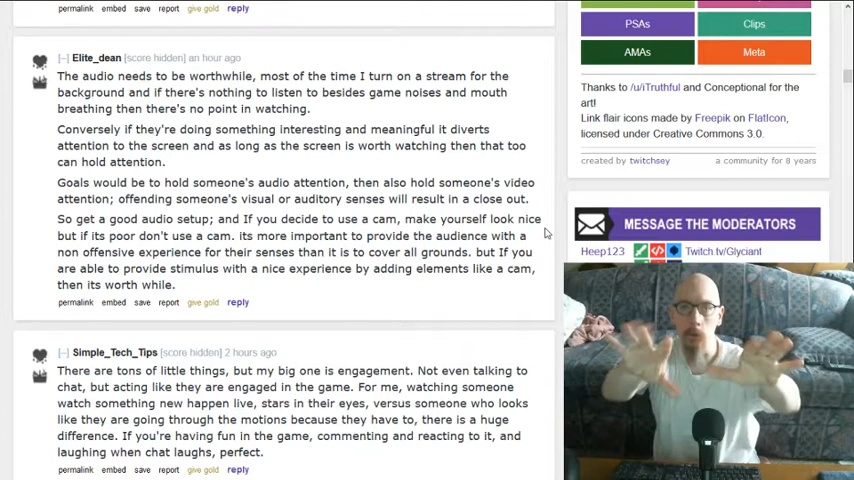 permalink embed save report give gold reply
[–] Elite_dean [score hidden] an hour ago
The audio needs to be worthwhile, most of the time I turn on a stream for the
background and if there's nothing to listen to besides game noises and mouth
breathing then there's no point in watching.
Conversely if they're doing something interesting and meaningful it diverts
attention to the screen and as long as the screen is worth watching then that too
can hold attention.
Goals would be to hold someone's audio attention, then also hold someone's video
attention; offending someone's visual or auditory senses will result in a close out.
So get a good audio setup; and If you decide to use a cam, make yourself look nice
but if its poor don't use a cam. its more important to provide the audience with a
non offensive experience for their senses than it is to cover all grounds. but If you
are able to provide stimulus with a nice experience by adding elements like a cam,
then its worth while.
permalink embed save report give gold reply
[–] Simple_Tech_Tips [score hidden] 2 hours ago
There are tons of little things, but my big one is engagement. Not even talking to
chat, but acting like they are engaged in the game. For me, watching someone
watch something new happen live, stars in their eyes, versus someone who looks
like they are going through the motions because they have to, there is a huge
difference. If you're having fun in the game, commenting and reacting to it, and
laughing when chat laughs, perfect.
permalink embed save report give gold reply
PSAs Clips
AMAs Meta
Thanks to /u/iTruthful and Conceptional for the
art!
Link flair icons made by Freepik on FlatIcon,
licensed under Creative Commons 3.0.
created by twitchsey a community for 8 years
MESSAGE THE MODERATORS
Heep123 Twitch.tv/Glyciant